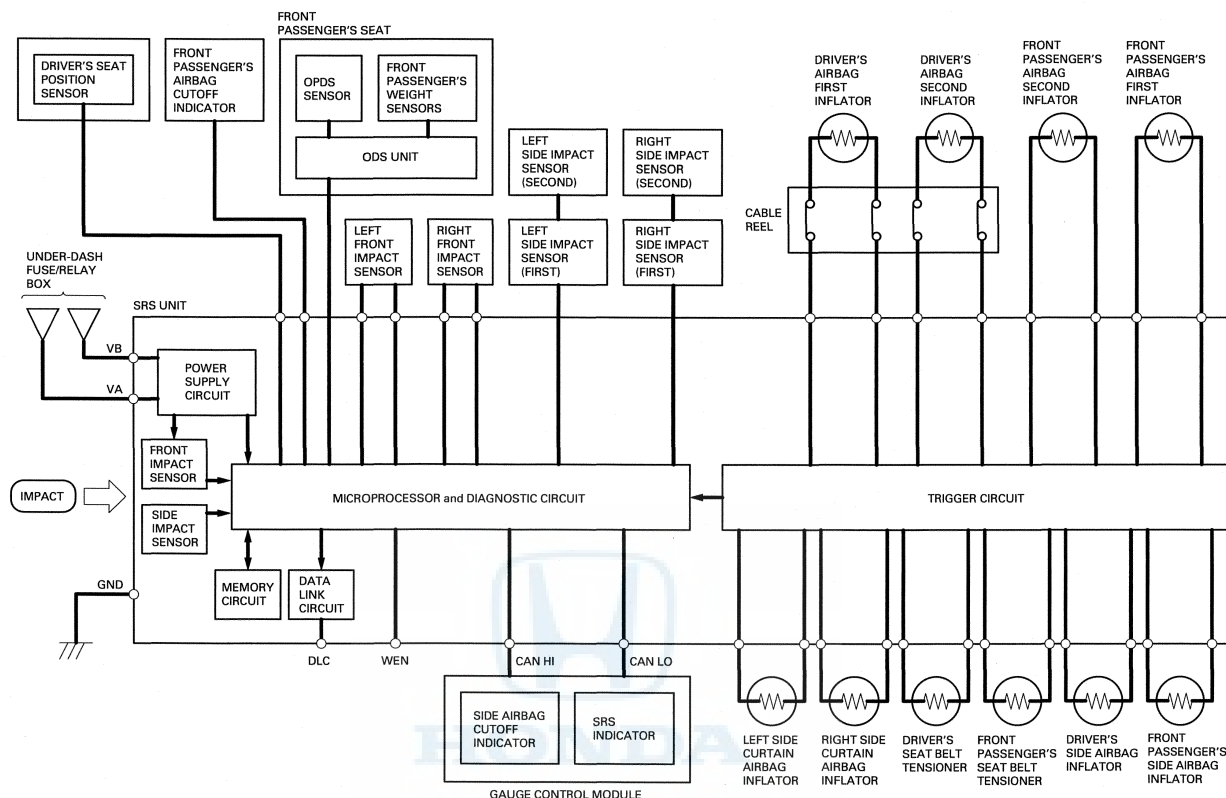 FRONT
PASSENGER'S SEAT
DRIVER'S SEAT
POSITION
SENSOR
FRONT
PASSENGER'S
AIRBAG
CUTOFF
INDICATOR
OPDS
SENSOR
FRONT
PASSENGER'S
WEIGHT
SENSORS
ODS UNIT
LEFT
SIDE IMPACT
SENSOR
(SECOND)
RIGHT
SIDE IMPACT
SENSOR
(SECOND)
DRIVER'S
AIRBAG
FIRST
INFLATOR
DRIVER'S
AIRBAG
SECOND
INFLATOR
FRONT
PASSENGER'S
AIRBAG
SECOND
INFLATOR
FRONT
PASSENGER'S
AIRBAG
FIRST
INFLATOR
CABLE
REEL
LEFT
FRONT
IMPACT
SENSOR
RIGHT
FRONT
IMPACT
SENSOR
LEFT
SIDE IMPACT
SENSOR
(FIRST)
RIGHT
SIDE IMPACT
SENSOR
(FIRST)
UNDER-DASH
FUSE/RELAY
BOX
SRS UNIT
VB
VA
POWER
SUPPLY
CIRCUIT
FRONT
IMPACT
SENSOR
IMPACT
SIDE
IMPACT
SENSOR
MICROPROCESSOR and DIAGNOSTIC CIRCUIT
TRIGGER CIRCUIT
GND
MEMORY
CIRCUIT
DATA
LINK
CIRCUIT
DLC
WEN
CAN HI
CAN LO
SIDE AIRBAG
CUTOFF
INDICATOR
SRS
INDICATOR
GAUGE CONTROL MODULE
HONDA
LEFT SIDE
CURTAIN
AIRBAG
INFLATOR
RIGHT SIDE
CURTAIN
AIRBAG
INFLATOR
DRIVER'S
SEAT BELT
TENSIONER
FRONT
PASSENGER'S
SEAT BELT
TENSIONER
DRIVER'S
SIDE AIRBAG
INFLATOR
FRONT
PASSENGER'S
SIDE AIRBAG
INFLATOR